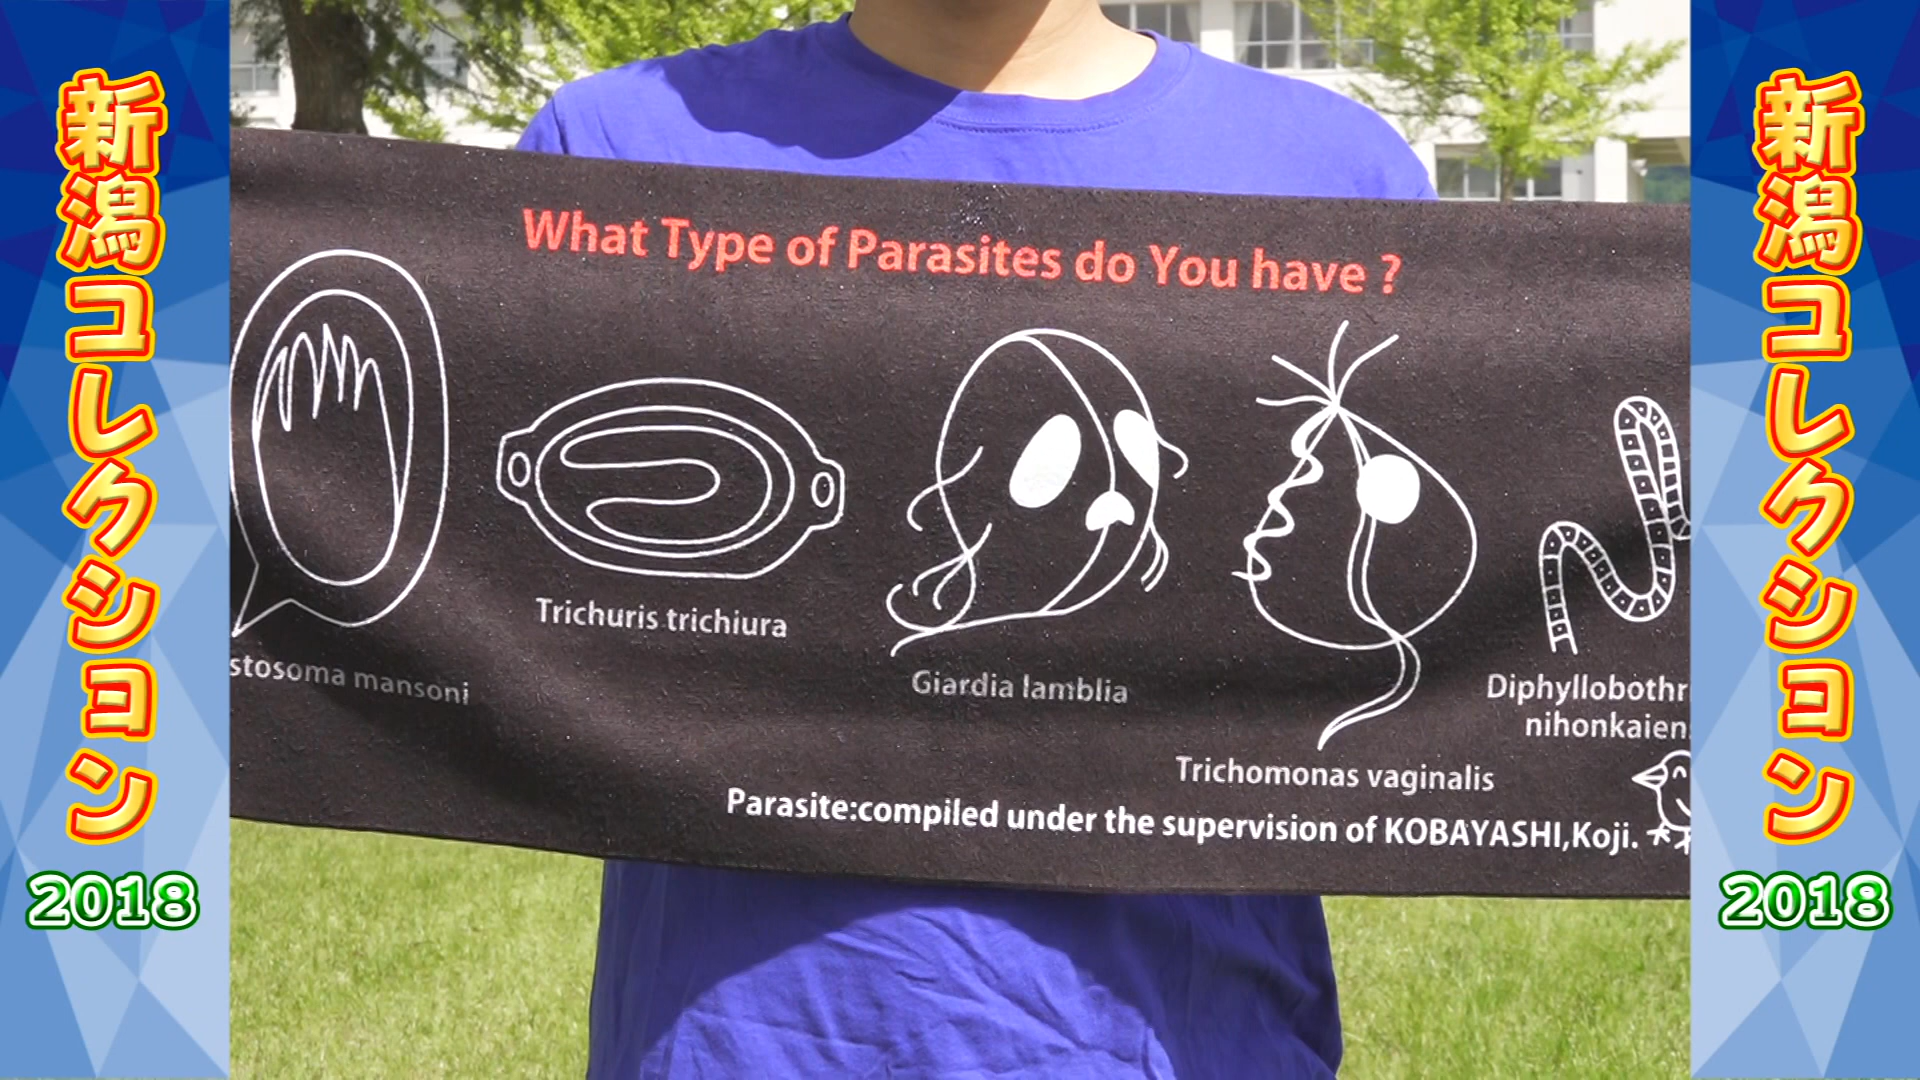 新潟コレクション
2018
What Type of Parasites do You have ?
stosoma mansoni
Trichuris trichiura
Giardia lamblia
Trichomonas vaginalis
Diphyllobothr
nihonkaien
Parasite:compiled under the supervision of KOBAYASHI,Koji.
新潟コレクション
2018